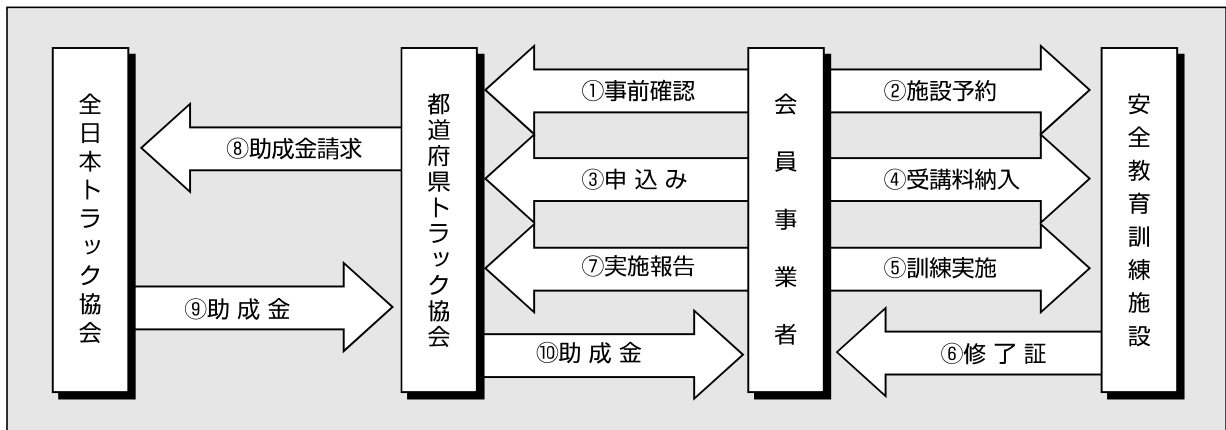 全日本トラック協会
都道府県トラック協会
会員事業者
安全教育訓練施設
①事前確認
②施設予約
③申込み
④受講料納入
⑤訓練実施
⑥修了証
⑦実施報告
⑧助成金請求
⑨助成金
⑩助成金